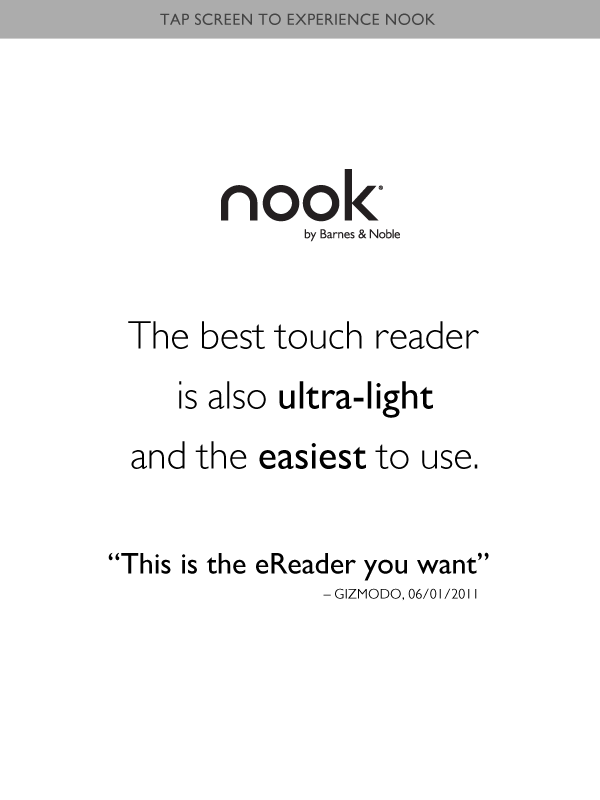 TAP SCREEN TO EXPERIENCE NOOK
nook®
by Barnes & Noble
The best touch reader
is also ultra-light
and the easiest to use.
“This is the eReader you want”
– GIZMODO, 06/01/2011